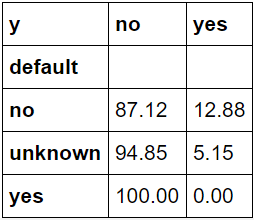 y no yes
default
no 87.12 12.88
unknown 94.85 5.15
yes 100.00 0.00